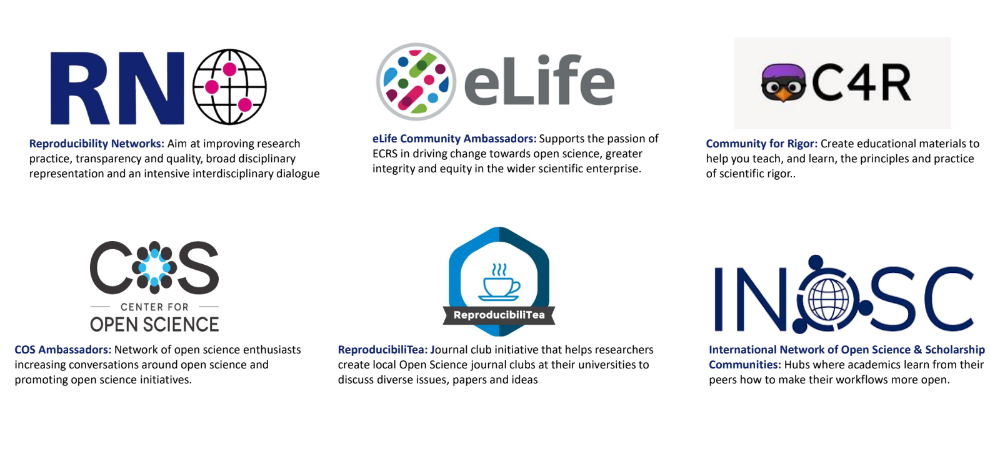 RN
Reproducibility Networks: Aim at improving research
practice, transparency and quality, broad disciplinary
representation and an intensive interdisciplinary dialogue
eLife
eLife Community Ambassadors: Supports the passion of
ECRS in driving change towards open science, greater
integrity and equity in the wider scientific enterprise.
C4R
Community for Rigor: Create educational materials to
help you teach, and learn, the principles and practice
of scientific rigor..
COS
CENTER FOR
OPEN SCIENCE
COS Ambassadors: Network of open science enthusiasts
increasing conversations around open science and
promoting open science initiatives.
ReproducibiliTea
ReproducibiliTea: Journal club initiative that helps researchers
create local Open Science journal clubs at their universities to
discuss diverse issues, papers and ideas
INOSC
International Network of Open Science & Scholarship
Communities: Hubs where academics learn from their
peers how to make their workflows more open.